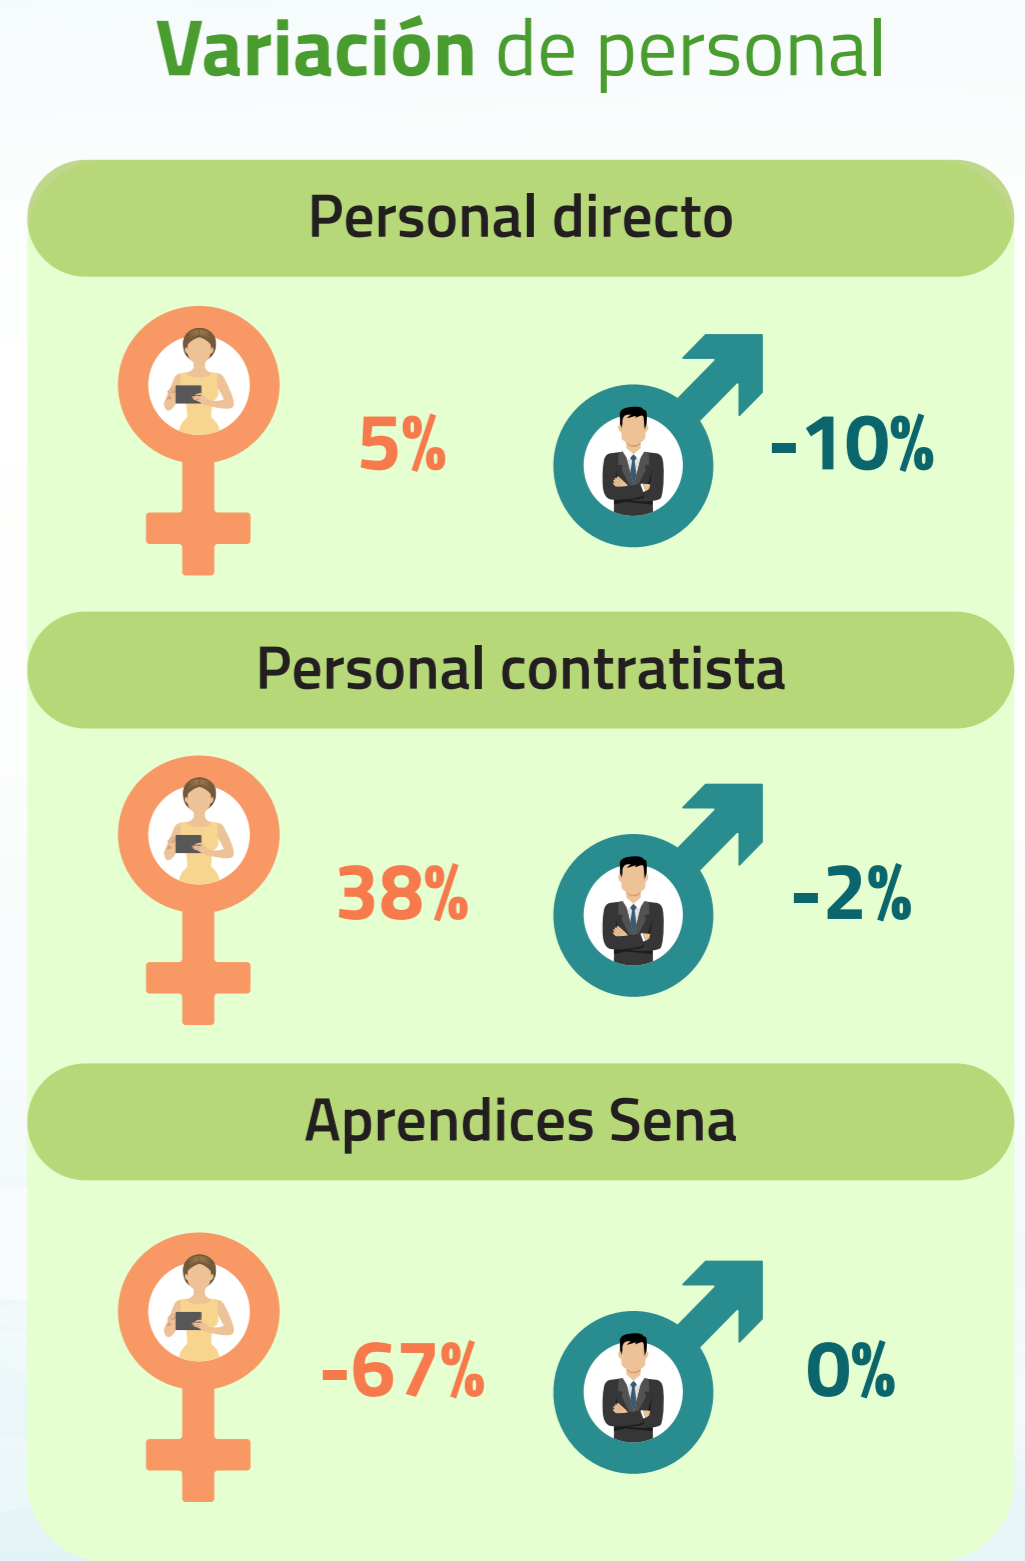 Variación de personal
Personal directo
5% -10%
Personal contratista
38% -2%
Aprendices Sena
-67% 0%